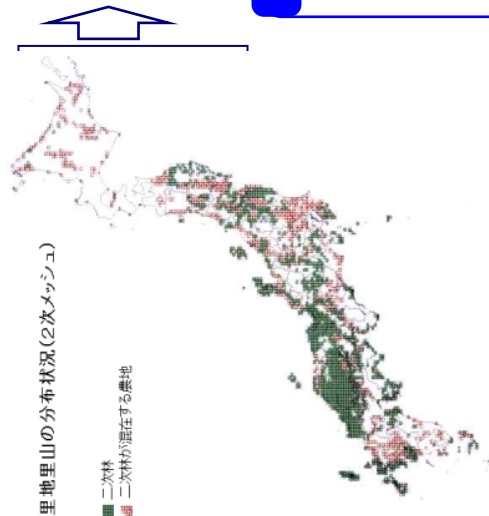 里地里山の分布状況(2次メッシュ)
二次林
二次林が混在する農地